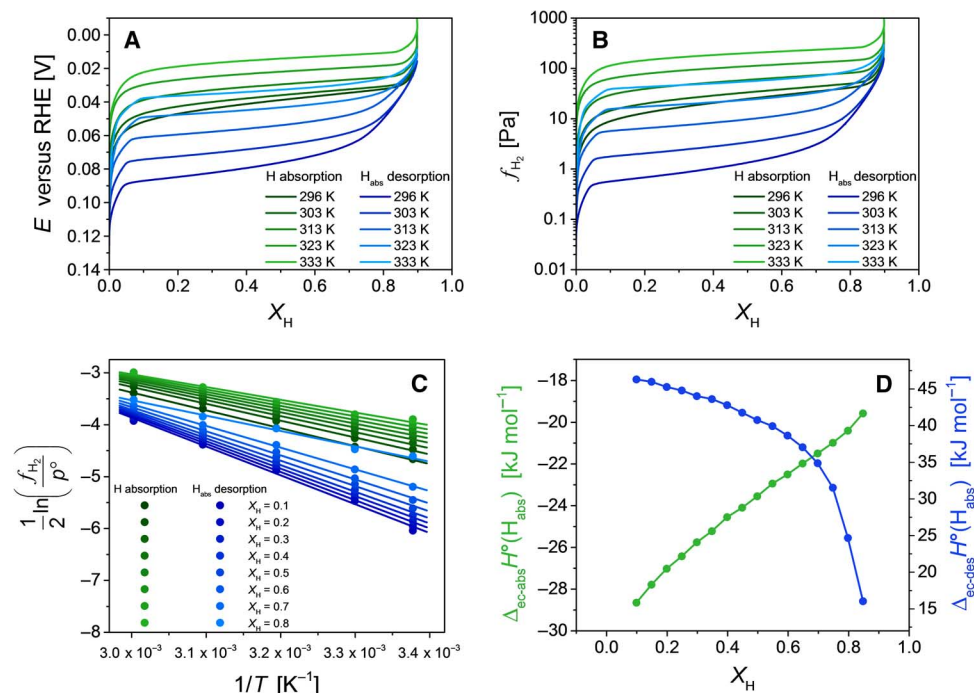 A
E versus RHE [V]
0.00
0.02
0.04
0.06
0.08
0.10
0.12
0.14
H absorption H_abs desorption
296 K 296 K
303 K 303 K
313 K 313 K
323 K 323 K
333 K 333 K
0.0 0.2 0.4 0.6 0.8 1.0
X_H
B
f_H₂ [Pa]
1000
100
10
1
0.1
0.01
H absorption H_abs desorption
296 K 296 K
303 K 303 K
313 K 313 K
323 K 323 K
333 K 333 K
0.0 0.2 0.4 0.6 0.8 1.0
X_H
C
1/2 ln(f_H₂/p°)
−3
−4
−5
−6
−7
−8
H absorption H_abs desorption
X_H = 0.1
X_H = 0.2
X_H = 0.3
X_H = 0.4
X_H = 0.5
X_H = 0.6
X_H = 0.7
X_H = 0.8
3.0 x 10⁻³ 3.1 x 10⁻³ 3.2 x 10⁻³ 3.3 x 10⁻³ 3.4 x 10⁻³
1/T [K⁻¹]
D
Δ_ec-abs H°(H_abs) [kJ mol⁻¹]
−18
−20
−22
−24
−26
−28
−30
45
40
35
30
25
20
15
Δ_ec-des H°(H_abs) [kJ mol⁻¹]
0.0 0.2 0.4 0.6 0.8 1.0
X_H